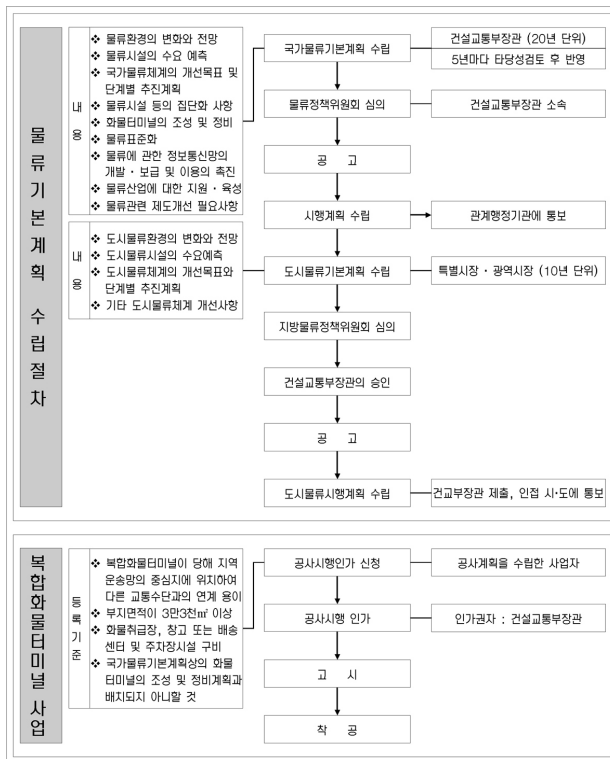 물류기본계획 수립절차
내용
❖ 물류환경의 변화와 전망
❖ 물류시설의 수요 예측
❖ 국가물류체계의 개선목표 및
단계별 추진계획
❖ 물류시설 등의 집단화 사항
❖ 화물터미널의 조성 및 정비
❖ 물류표준화
❖ 물류에 관한 정보통신망의
개발·보급 및 이용의 촉진
❖ 물류산업에 대한 지원·육성
❖ 물류관련 제도개선 필요사항
국가물류기본계획 수립
건설교통부장관 (20년 단위)
5년마다 타당성검토 후 반영
물류정책위원회 심의
건설교통부장관 소속
공 고
시행계획 수립
관계행정기관에 통보
내용
❖ 도시물류환경의 변화와 전망
❖ 도시물류시설의 수요예측
❖ 도시물류체계의 개선목표와
단계별 추진계획
❖ 기타 도시물류체계 개선사항
도시물류기본계획 수립
특별시장·광역시장 (10년 단위)
지방물류정책위원회 심의
건설교통부장관의 승인
공 고
도시물류시행계획 수립
건교부장관 제출, 인접 시·도에 통보
복합화물터미널 사업
등록기준
❖ 복합화물터미널이 당해 지역
운송망의 중심지에 위치하여
다른 교통수단과의 연계 용이
❖ 부지면적이 3만3천㎡ 이상
❖ 화물취급장, 창고 또는 배송
센터 및 주차장시설 구비
❖ 국가물류기본계획상의 화물
터미널의 조성 및 정비계획과
배치되지 아니할 것
공사시행인가 신청
공사계획을 수립한 사업자
공사시행 인가
인가권자 : 건설교통부장관
고 시
착 공